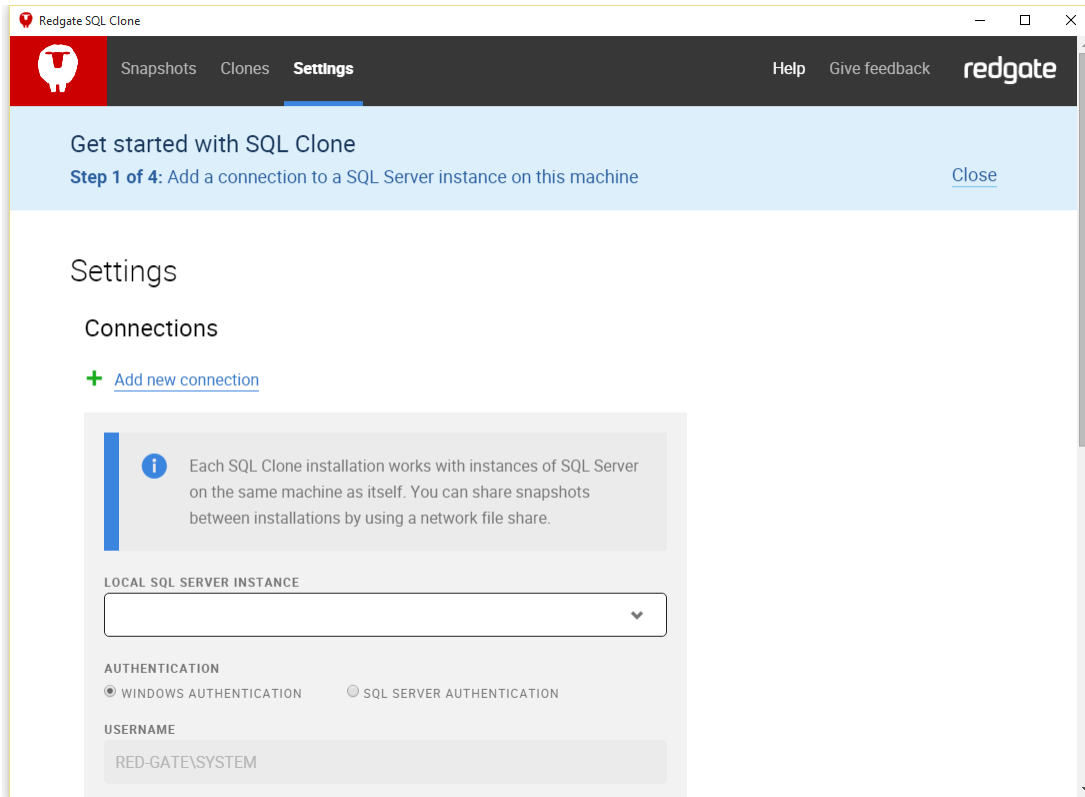 Redgate SQL Clone
Snapshots Clones Settings Help Give feedback redgate
Get started with SQL Clone
Step 1 of 4: Add a connection to a SQL Server instance on this machine Close
Settings
Connections
Add new connection
Each SQL Clone installation works with instances of SQL Server
on the same machine as itself. You can share snapshots
between installations by using a network file share.
LOCAL SQL SERVER INSTANCE
AUTHENTICATION
WINDOWS AUTHENTICATION SQL SERVER AUTHENTICATION
USERNAME
RED-GATE\SYSTEM